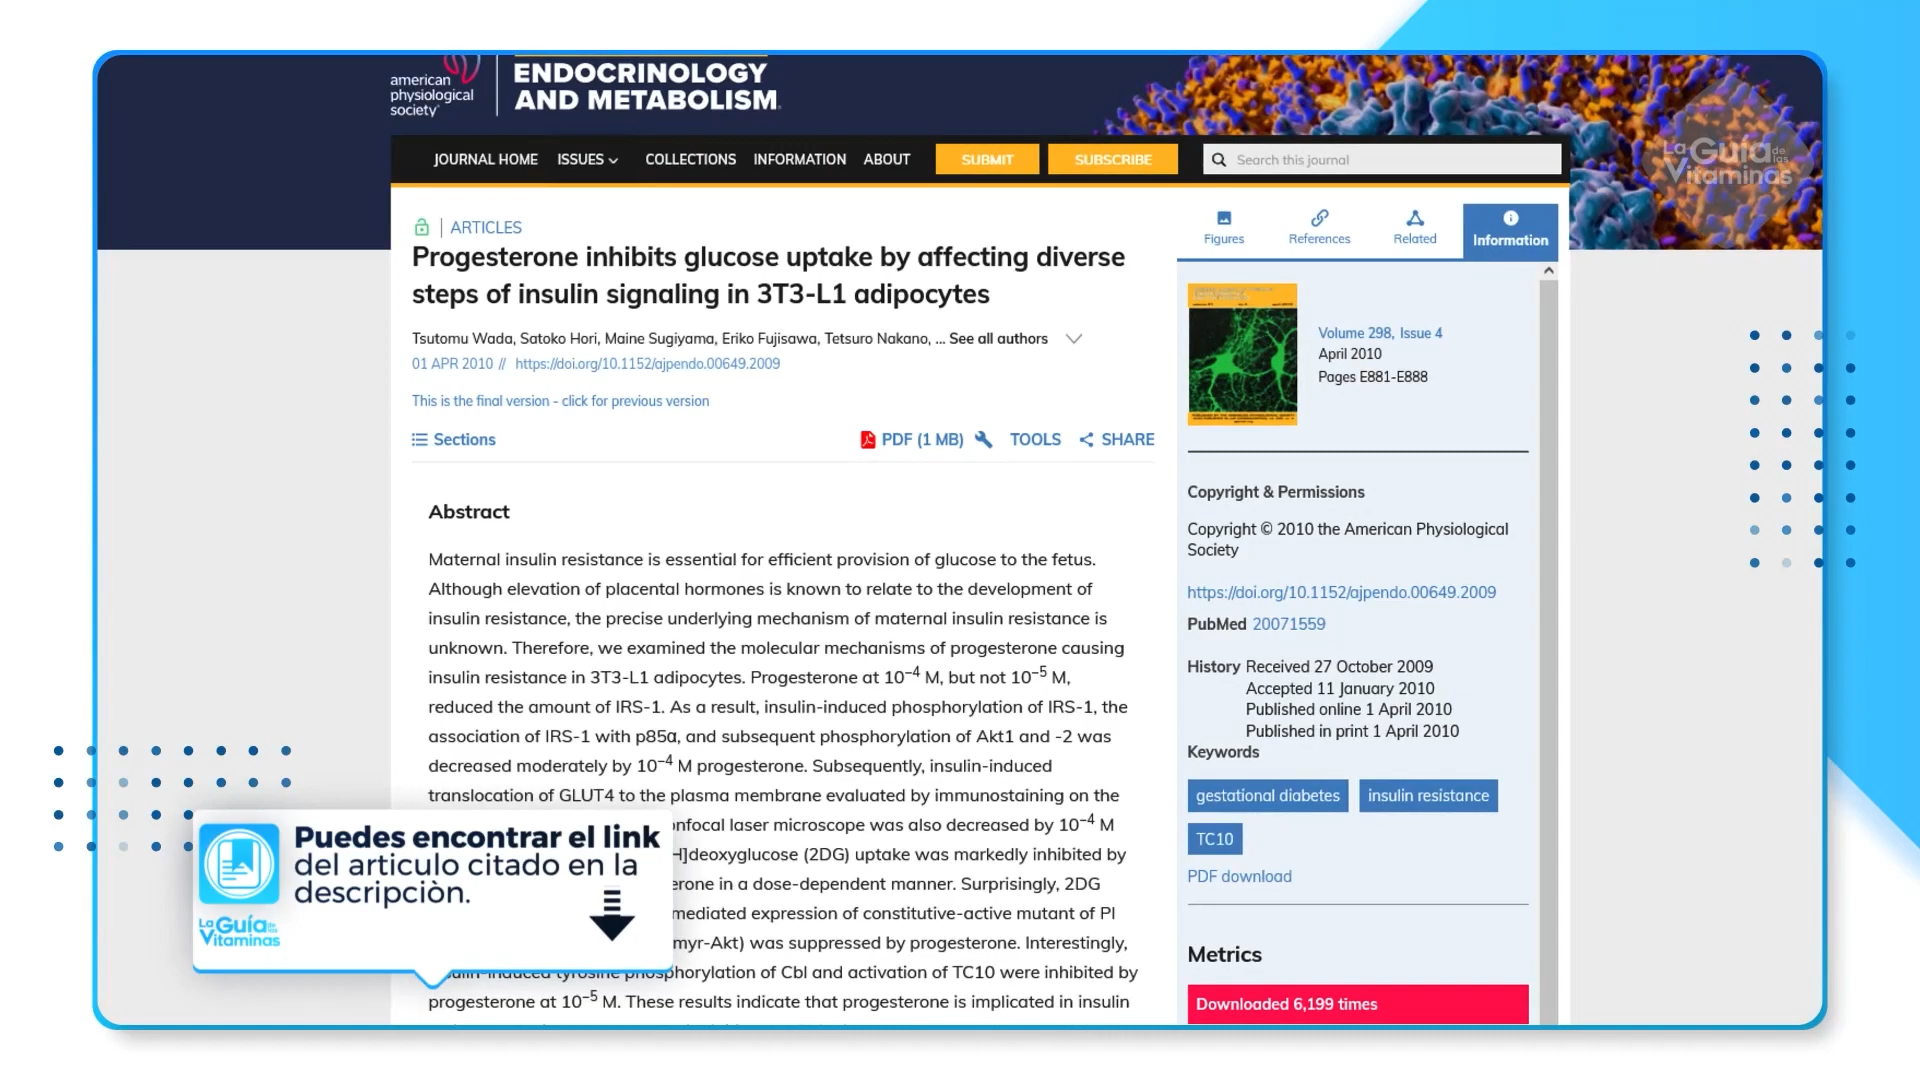 american
physiological
society
ENDOCRINOLOGY
AND METABOLISM
La Guía de las
Vitaminas
JOURNAL HOME ISSUES COLLECTIONS INFORMATION ABOUT SUBMIT SUBSCRIBE Search this journal
ARTICLES
Progesterone inhibits glucose uptake by affecting diverse
steps of insulin signaling in 3T3-L1 adipocytes
Tsutomu Wada, Satoko Hori, Maine Sugiyama, Eriko Fujisawa, Tetsuro Nakano, ... See all authors
01 APR 2010 // https://doi.org/10.1152/ajpendo.00649.2009
This is the final version - click for previous version
Sections PDF (1 MB) TOOLS SHARE
Abstract
Maternal insulin resistance is essential for efficient provision of glucose to the fetus.
Although elevation of placental hormones is known to relate to the development of
insulin resistance, the precise underlying mechanism of maternal insulin resistance is
unknown. Therefore, we examined the molecular mechanisms of progesterone causing
insulin resistance in 3T3-L1 adipocytes. Progesterone at 10⁻⁴ M, but not 10⁻⁵ M,
reduced the amount of IRS-1. As a result, insulin-induced phosphorylation of IRS-1, the
association of IRS-1 with p85α, and subsequent phosphorylation of Akt1 and -2 was
decreased moderately by 10⁻⁴ M progesterone. Subsequently, insulin-induced
translocation of GLUT4 to the plasma membrane evaluated by immunostaining on the
nfocal laser microscope was also decreased by 10⁻⁴ M
H]deoxyglucose (2DG) uptake was markedly inhibited by
erone in a dose-dependent manner. Surprisingly, 2DG
mediated expression of constitutive-active mutant of PI
myr-Akt) was suppressed by progesterone. Interestingly,
insulin-induced tyrosine phosphorylation of Cbl and activation of TC10 were inhibited by
progesterone at 10⁻⁵ M. These results indicate that progesterone is implicated in insulin
Puedes encontrar el link
del articulo citado en la
descripciòn.
La Guía de las
Vitaminas
Figures References Related Information
Volume 298, Issue 4
April 2010
Pages E881-E888
Copyright & Permissions
Copyright © 2010 the American Physiological
Society
https://doi.org/10.1152/ajpendo.00649.2009
PubMed 20071559
History Received 27 October 2009
Accepted 11 January 2010
Published online 1 April 2010
Published in print 1 April 2010
Keywords
gestational diabetes insulin resistance
TC10
PDF download
Metrics
Downloaded 6,199 times